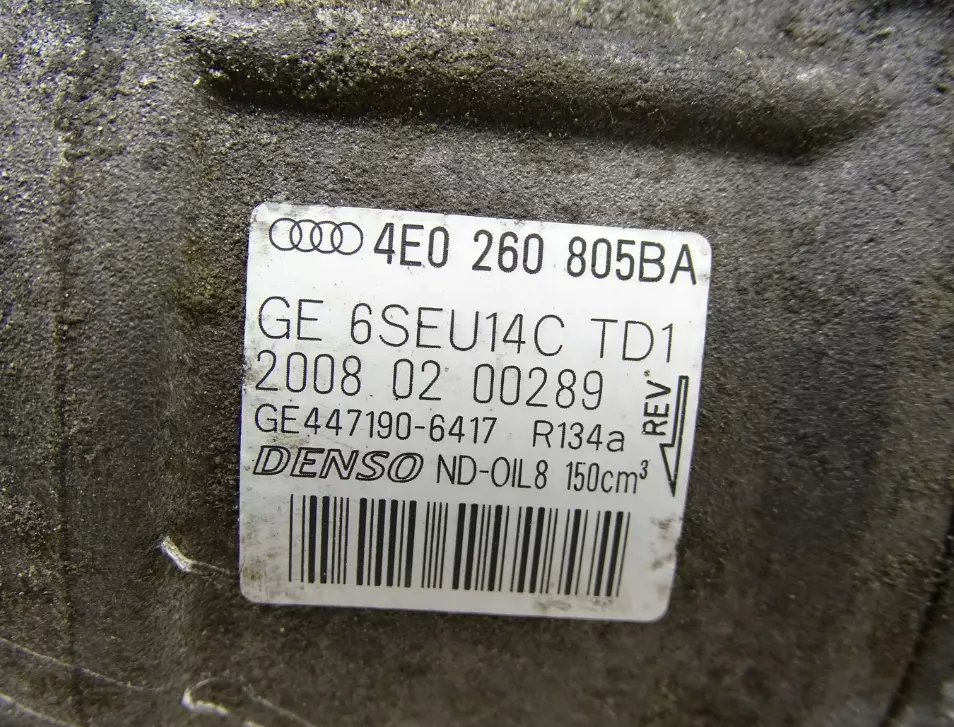 4E0 260 805BA
GE 6SEU14C TD1
2008 02 00289
GE447190-6417 R134a
REV
DENSO ND-OIL8 150cm³